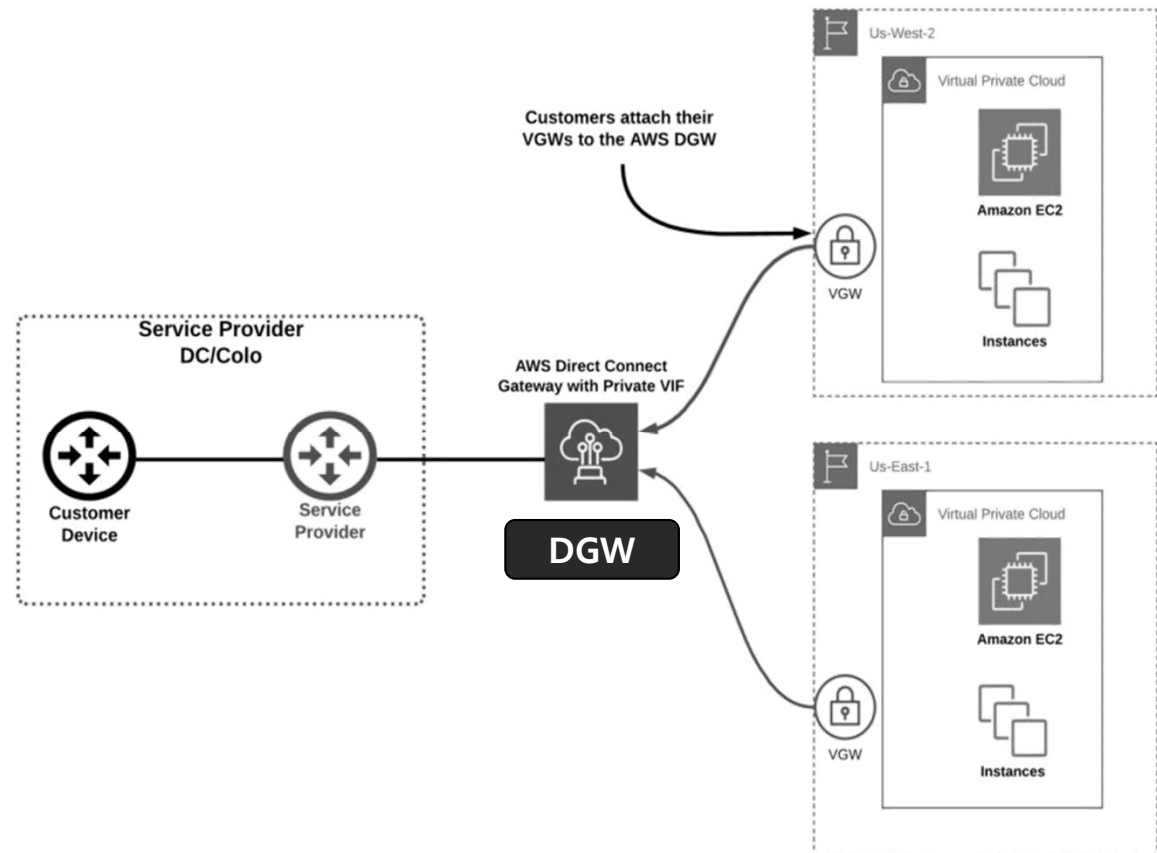 Us-West-2
Virtual Private Cloud
Customers attach their
VGWs to the AWS DGW
Amazon EC2
VGW
Instances
Service Provider
DC/Colo
AWS Direct Connect
Gateway with Private VIF
Customer
Device
Service
Provider
DGW
Us-East-1
Virtual Private Cloud
Amazon EC2
VGW
Instances